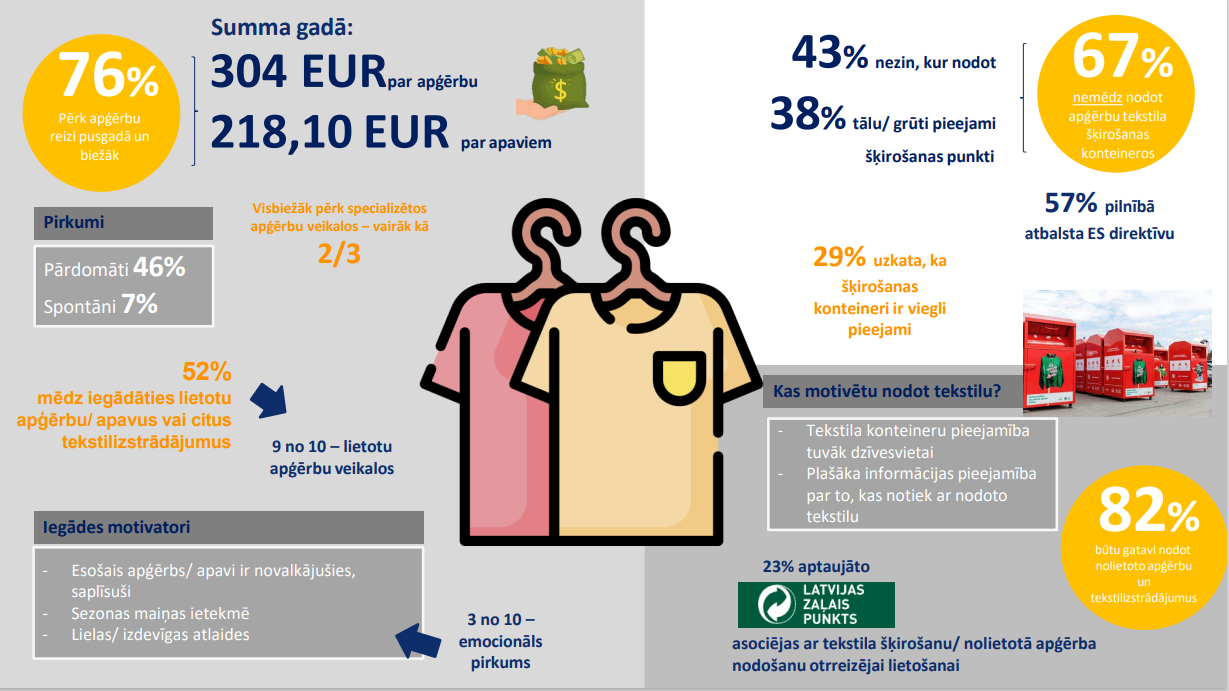 76%
Pērk apģērbu
reizi pusgadā un
biežāk
Summa gadā:
304 EUR par apģērbu
218,10 EUR par apaviem
$
Pirkumi
Pārdomāti 46%
Spontāni 7%
Visbiežāk pērk specializētos
apģērbu veikalos – vairāk kā
2/3
52%
mēdz iegādāties lietotu
apģērbu/ apavus vai citus
tekstilizstrādājumus
9 no 10 – lietotu
apģērbu veikalos
Iegādes motivatori
- Esošais apģērbs/ apavi ir novalkājušies,
saplīsuši
- Sezonas maiņas ietekmē
- Lielas/ izdevīgas atlaides
3 no 10 –
emocionāls
pirkums
43% nezin, kur nodot
38% tālu/ grūti pieejami
šķirošanas punkti
67%
nemēdz nodot
apģērbu tekstila
šķirošanas
konteineros
57% pilnībā
atbalsta ES direktīvu
29% uzkata, ka
šķirošanas
konteineri ir viegli
pieejami
Kas motivētu nodot tekstilu?
- Tekstila konteineru pieejamība
tuvāk dzīvesvietai
- Plašāka informācijas pieejamība
par to, kas notiek ar nodoto
tekstilu
82%
būtu gatavi nodot
nolietoto apģērbu
un
tekstilizstrādājumus
23% aptaujāto
LATVIJAS
ZAĻAIS
PUNKTS
asociējas ar tekstila šķirošanu/ nolietotā apģērba
nodošanu otrreizējai lietošanai